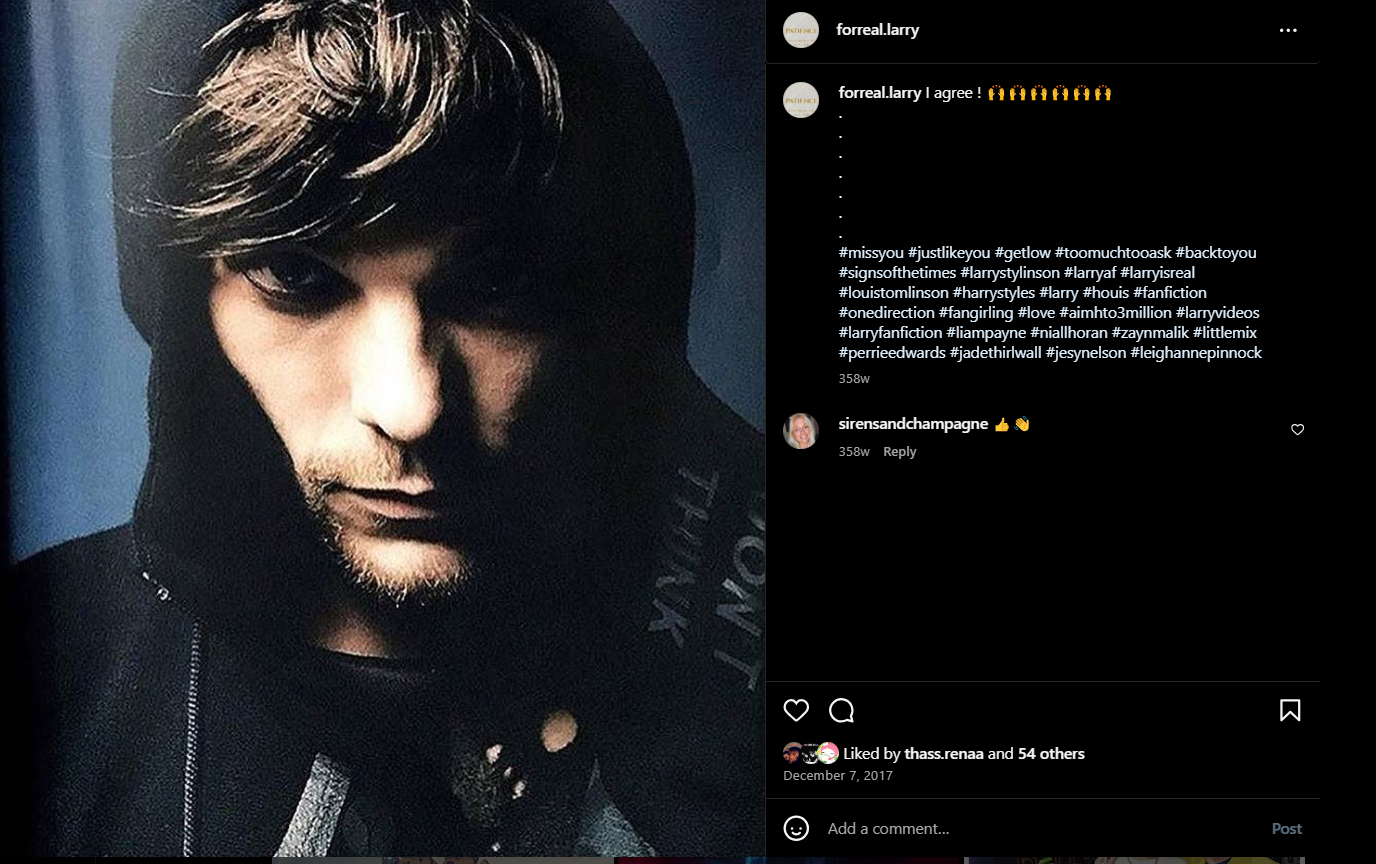 forreal.larry
forreal.larry I agree ! 🙌🙌🙌🙌🙌🙌
.
.
.
.
.
.
.
#missyou #justlikeyou #getlow #toomuchtooask #backtoyou
#signsofthetimes #larrystylinson #larryaf #larryisreal
#louistomlinson #harrystyles #larry #houis #fanfiction
#onedirection #fangirling #love #aimhto3million #larryvideos
#larryfanfiction #liampayne #niallhoran #zaynmalik #littlemix
#perrieedwards #jadethirlwall #jesynelson #leighannepinnock
358w
sirensandchampagne 👍👏
358w Reply
Liked by thass.renaa and 54 others
December 7, 2017
Add a comment... Post
DON'T
THINK
PATIENCE
PATIENCE